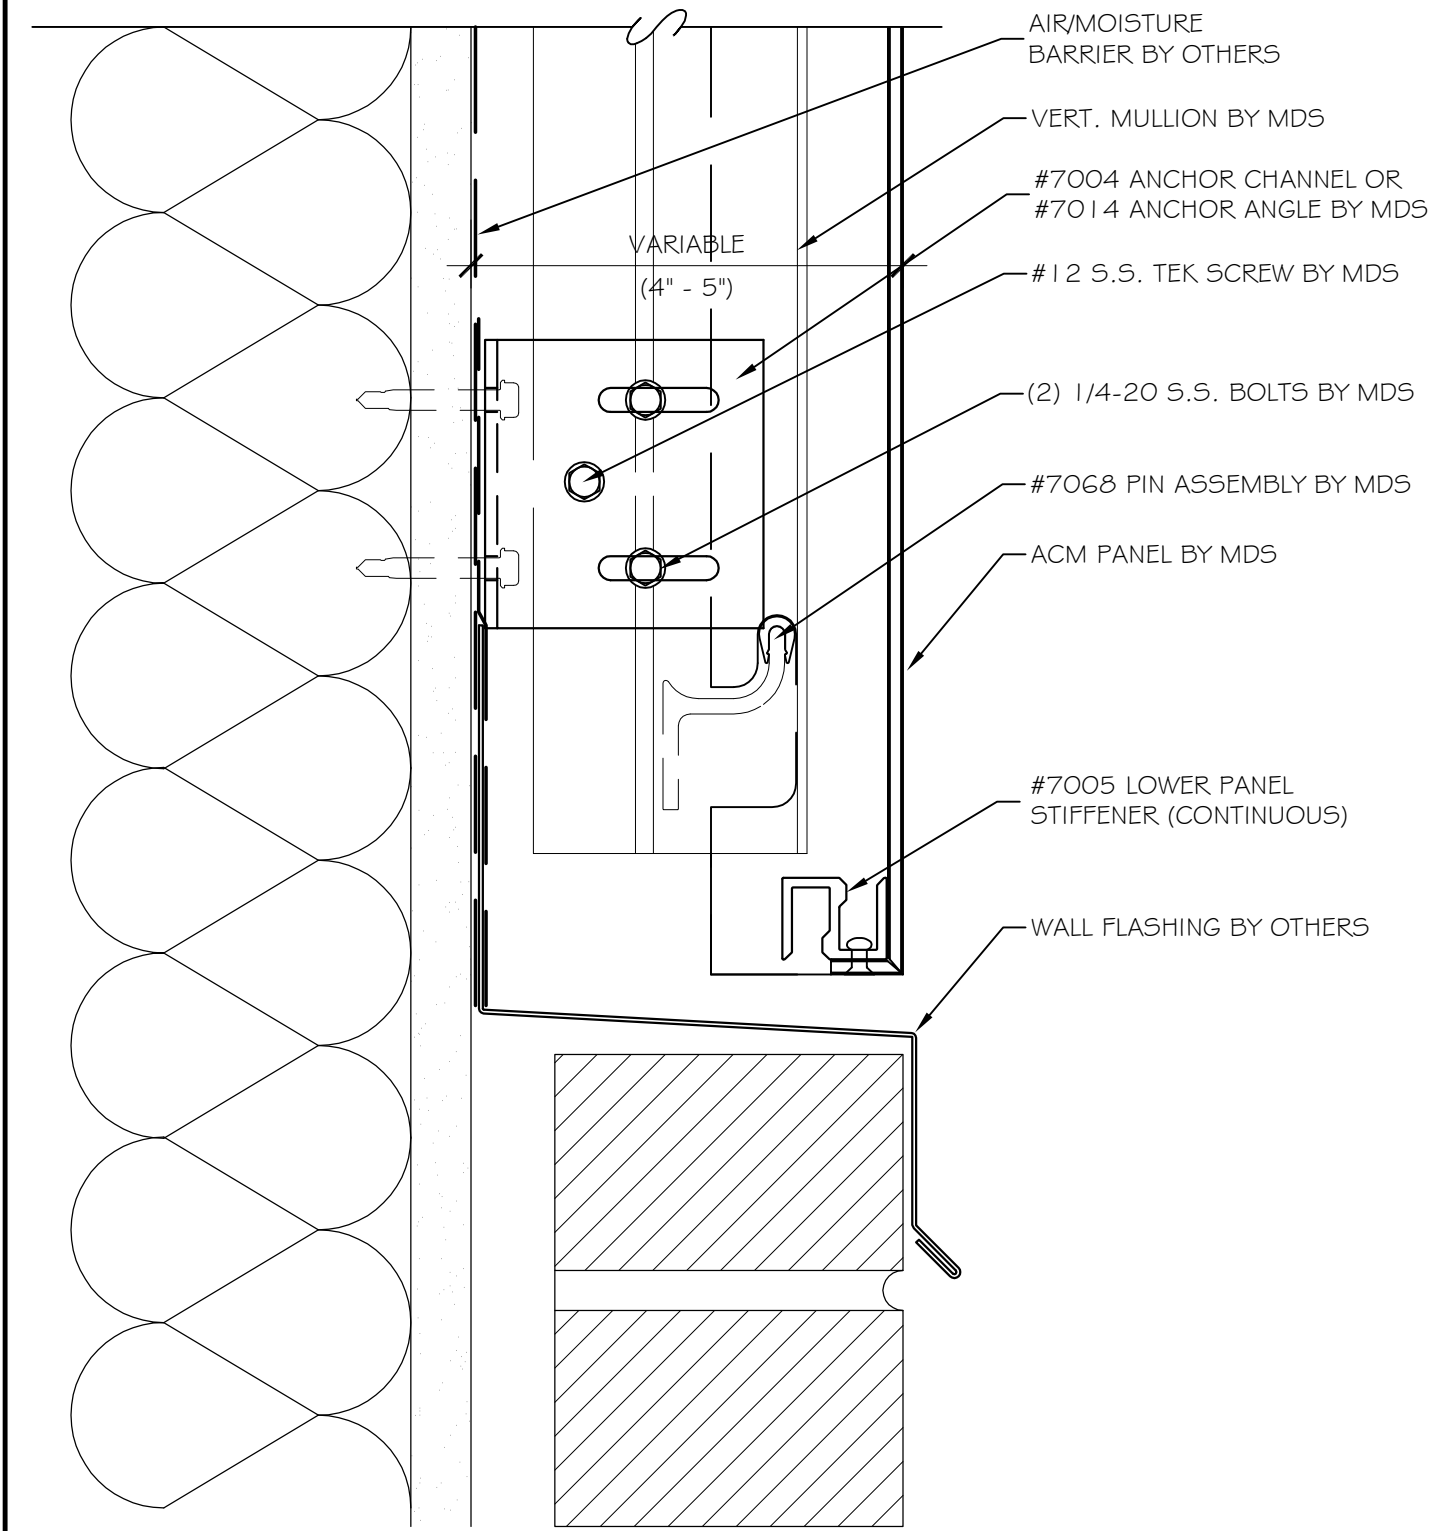 AIR/MOISTURE
BARRIER BY OTHERS
VERT. MULLION BY MDS
#7004 ANCHOR CHANNEL OR
#7014 ANCHOR ANGLE BY MDS
VARIABLE
(4" - 5")
#12 S.S. TEK SCREW BY MDS
(2) 1/4-20 S.S. BOLTS BY MDS
#7068 PIN ASSEMBLY BY MDS
ACM PANEL BY MDS
#7005 LOWER PANEL
STIFFENER (CONTINUOUS)
WALL FLASHING BY OTHERS